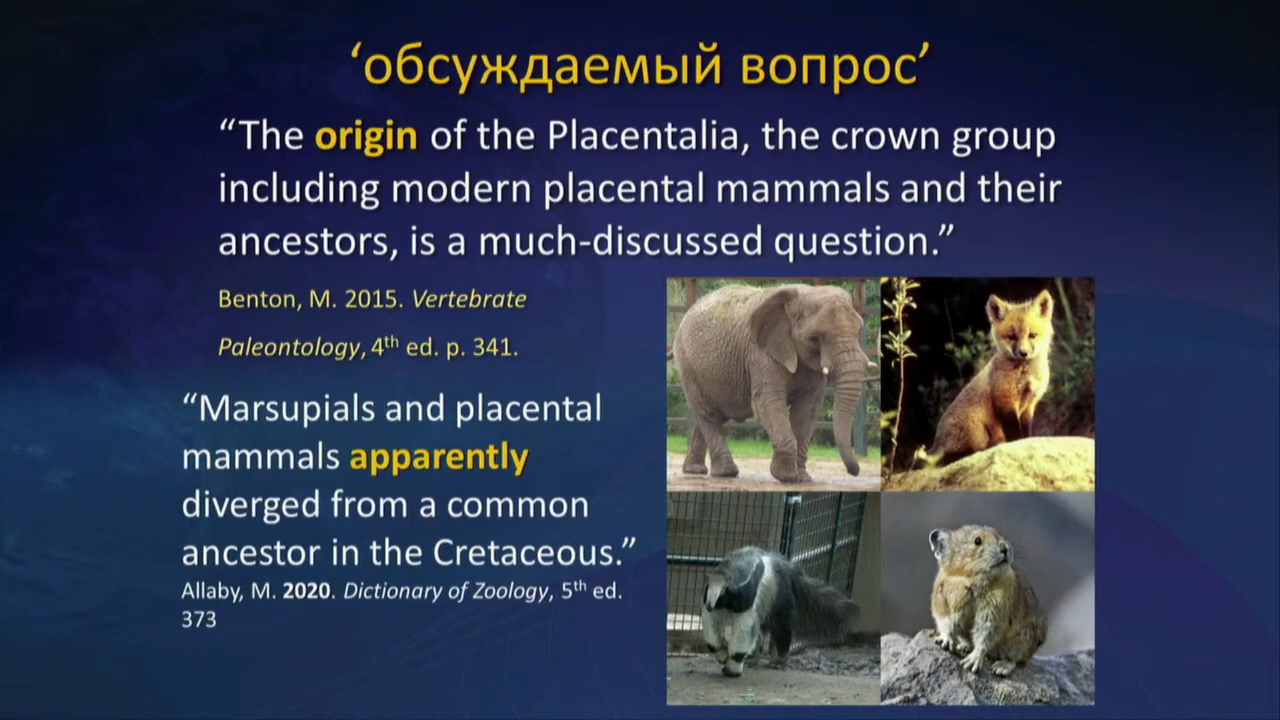 ‘обсуждаемый вопрос’
“The origin of the Placentalia, the crown group
including modern placental mammals and their
ancestors, is a much-discussed question.”
Benton, M. 2015. Vertebrate
Paleontology, 4th ed. p. 341.
“Marsupials and placental
mammals apparently
diverged from a common
ancestor in the Cretaceous.”
Allaby, M. 2020. Dictionary of Zoology, 5th ed.
373